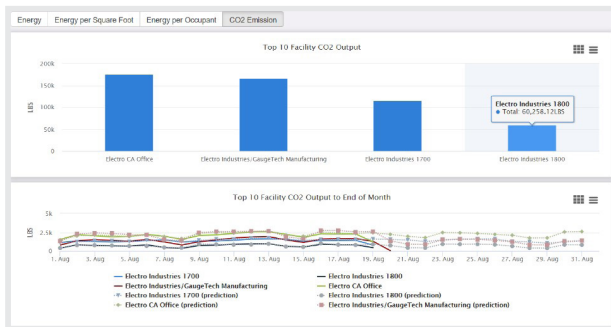 Energy Energy per Square Foot Energy per Occupant CO2 Emission
Top 10 Facility CO2 Output
200k
150k
100k
50k
0
LBS
Electro Industries 1800
Total: 60,258.12LBS
Electro CA Office Electro Industries/GaugeTech Manufacturing Electro Industries 1700 Electro Industries 1800
Top 10 Facility CO2 Output to End of Month
5k
2.5k
0
LBS
1. Aug 3. Aug 5. Aug 7. Aug 9. Aug 11. Aug 13. Aug 15. Aug 17. Aug 19. Aug 21. Aug 23. Aug 25. Aug 27. Aug 29. Aug 31. Aug
Electro Industries 1700 Electro Industries 1800
Electro Industries/GaugeTech Manufacturing Electro CA Office
Electro Industries 1700 (prediction) Electro Industries 1800 (prediction)
Electro CA Office (prediction) Electro Industries/GaugeTech Manufacturing (prediction)